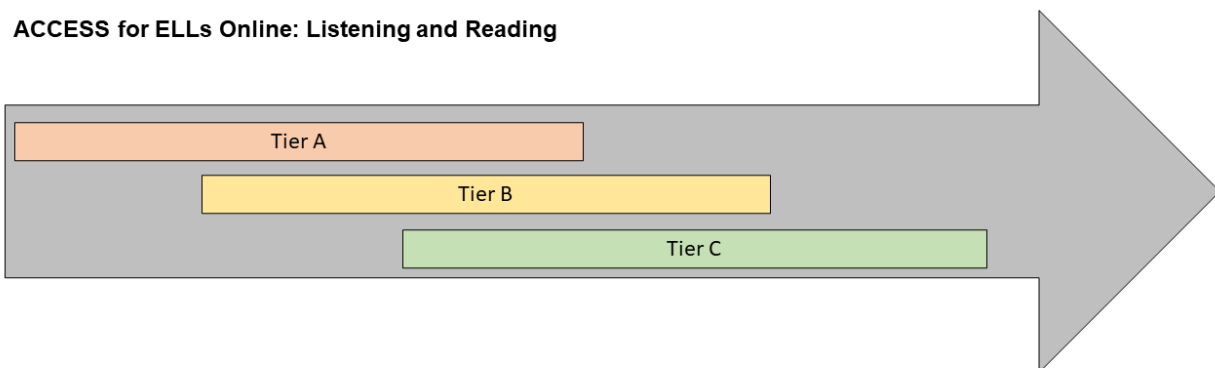 ACCESS for ELLs Online: Listening and Reading
Tier A
Tier B
Tier C